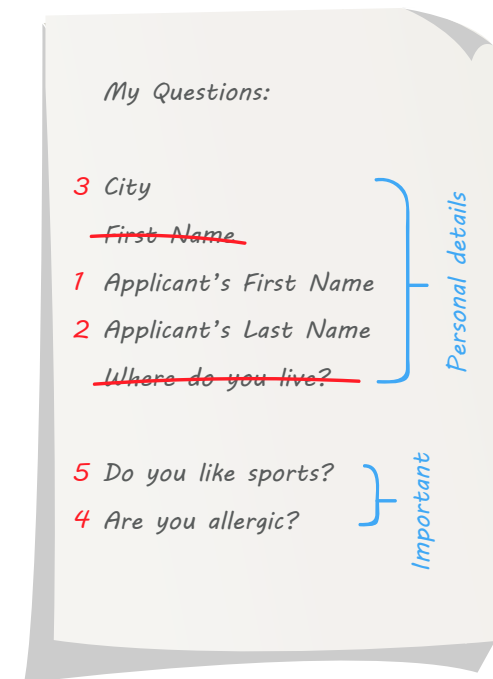 My Questions:
3 City
First Name
1 Applicant's First Name
2 Applicant's Last Name
Where do you live?
Personal details
5 Do you like sports?
4 Are you allergic?
Important